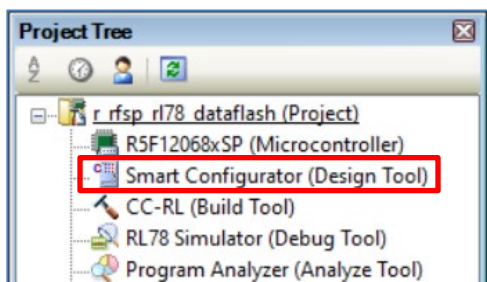 Project Tree
r_rfsp_rl78_dataflash (Project)
R5F12068xSP (Microcontroller)
Smart Configurator (Design Tool)
CC-RL (Build Tool)
RL78 Simulator (Debug Tool)
Program Analyzer (Analyze Tool)